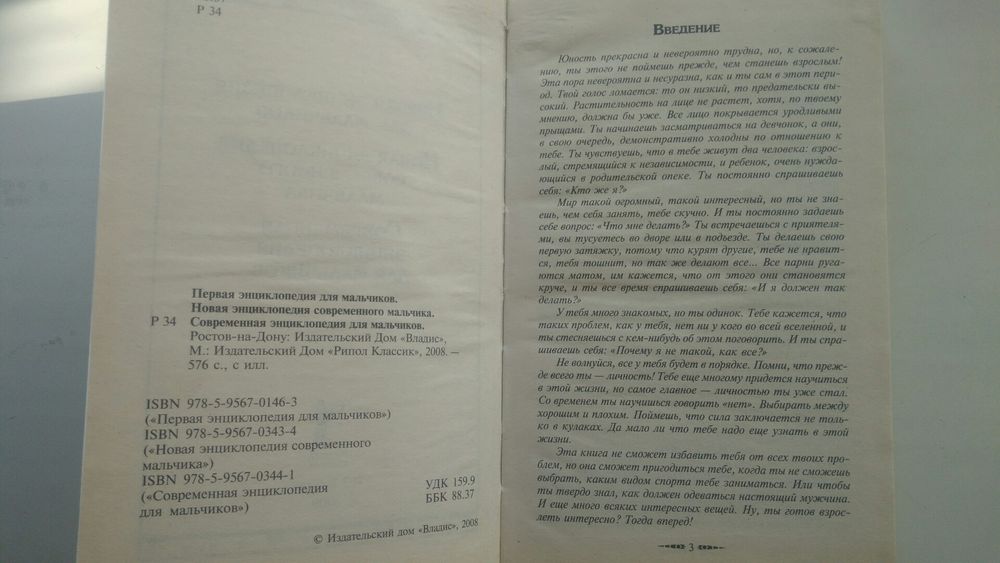 Р 34
Первая энциклопедия для мальчиков.
Новая энциклопедия современного мальчика.
Р 34 Современная энциклопедия для мальчиков.
Ростов-на-Дону: Издательский Дом «Владис»,
М.: Издательский Дом «Рипол Классик», 2008. —
576 с., с илл.
ISBN 978-5-9567-0146-3
(«Первая энциклопедия для мальчиков»)
ISBN 978-5-9567-0343-4
(«Новая энциклопедия современного
мальчика»)
ISBN 978-5-9567-0344-1
(«Современная энциклопедия
для мальчиков»)
УДК 159.9
ББК 88.37
© Издательский дом «Владис», 2008
Введение
Юность прекрасна и невероятно трудна, но, к сожале-
нию, ты этого не поймешь прежде, чем станешь взрослым!
Эта пора невероятна и несуразна, как и ты сам в этот пери-
од. Твой голос ломается: то он низкий, то предательски вы-
сокий. Растительность на лице не растет, хотя, по твоему
мнению, должна бы уже. Все лицо покрывается уродливыми
прыщами. Ты начинаешь засматриваться на девчонок, а они,
в свою очередь, демонстративно холодны по отношению к
тебе. Ты чувствуешь, что в тебе живут два человека: взрос-
лый, стремящийся к независимости, и ребенок, очень нужда-
ющийся в родительской опеке. Ты постоянно спрашиваешь
себя: «Кто же я?»
Мир такой огромный, такой интересный, но ты не зна-
ешь, чем себя занять, тебе скучно. И ты постоянно задаешь
себе вопрос: «Что мне делать?» Ты встречаешься с приятеля-
ми, вы тусуетесь во дворе или в подъезде. Ты делаешь свою
первую затяжку, потому что курят другие, тебе не нравит-
ся, тебя тошнит, но так же делают все... Все парни руга-
ются матом, им кажется, что от этого они становятся
круче, и ты все время спрашиваешь себя: «И я должен так
делать?»
У тебя много знакомых, но ты одинок. Тебе кажется, что
таких проблем, как у тебя, нет ни у кого во всей вселенной, и
ты стесняешься с кем-нибудь об этом поговорить. И ты спра-
шиваешь себя: «Почему я не такой, как все?»
Не волнуйся, все у тебя будет в порядке. Помни, что преж-
де всего ты — личность! Тебе еще многому придется научиться
в этой жизни, но самое главное — личностью ты уже стал.
Со временем ты научишься говорить «нет». Выбирать между
хорошим и плохим. Поймешь, что сила заключается не толь-
ко в кулаках. Да мало ли что тебе надо еще узнать в этой
жизни.
Эта книга не сможет избавить тебя от всех твоих про-
блем, но она сможет пригодиться тебе, когда ты не сможешь
выбрать, каким видом спорта тебе заниматься. Или чтобы
ты твердо знал, как должен одеваться настоящий мужчина.
И еще много всяких интересных вещей. Ну, ты готов взрос-
леть интересно? Тогда вперед!
3